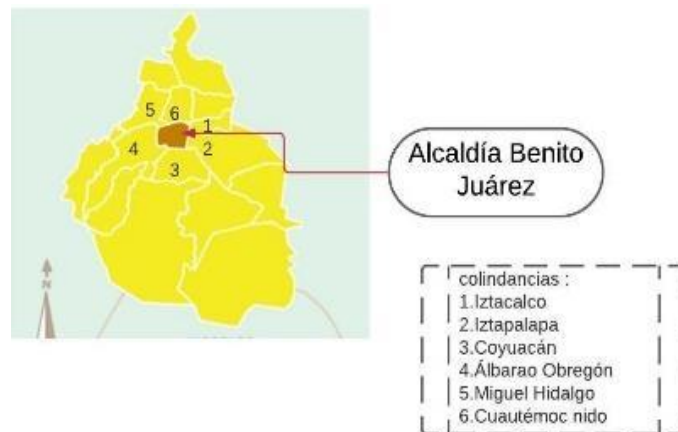 5
6
1
4
2
3
N
Alcaldía Benito
Juárez
colindancias :
1.Iztacalco
2.Iztapalapa
3.Coyuacán
4.Álbarao Obregón
5.Miguel Hidalgo
6.Cuautémoc nido